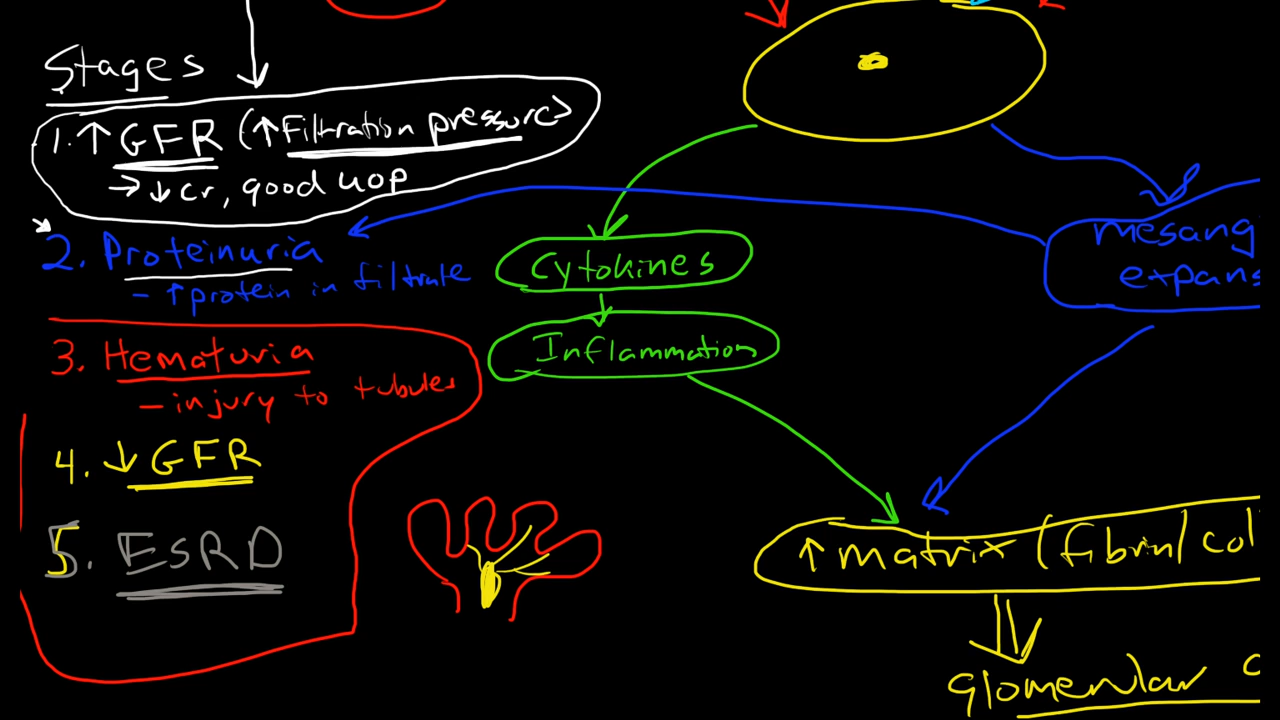 Stages
1. ↑ GFR (↑ Filtration pressure)
→ ↓ cr, good uop
2. Proteinuria
- ↑ protein in filtrate
3. Hematuria
- injury to tubules
4. ↓ GFR
5. ESRD
Cytokines
Inflammation
mesang
expans
↑ matrix (fibrin/col
glomerular